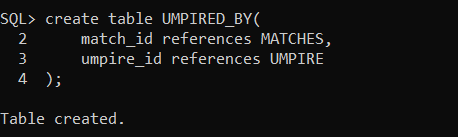 SQL> create table UMPIRED_BY(
  2      match_id references MATCHES,
  3      umpire_id references UMPIRE
  4  );
Table created.